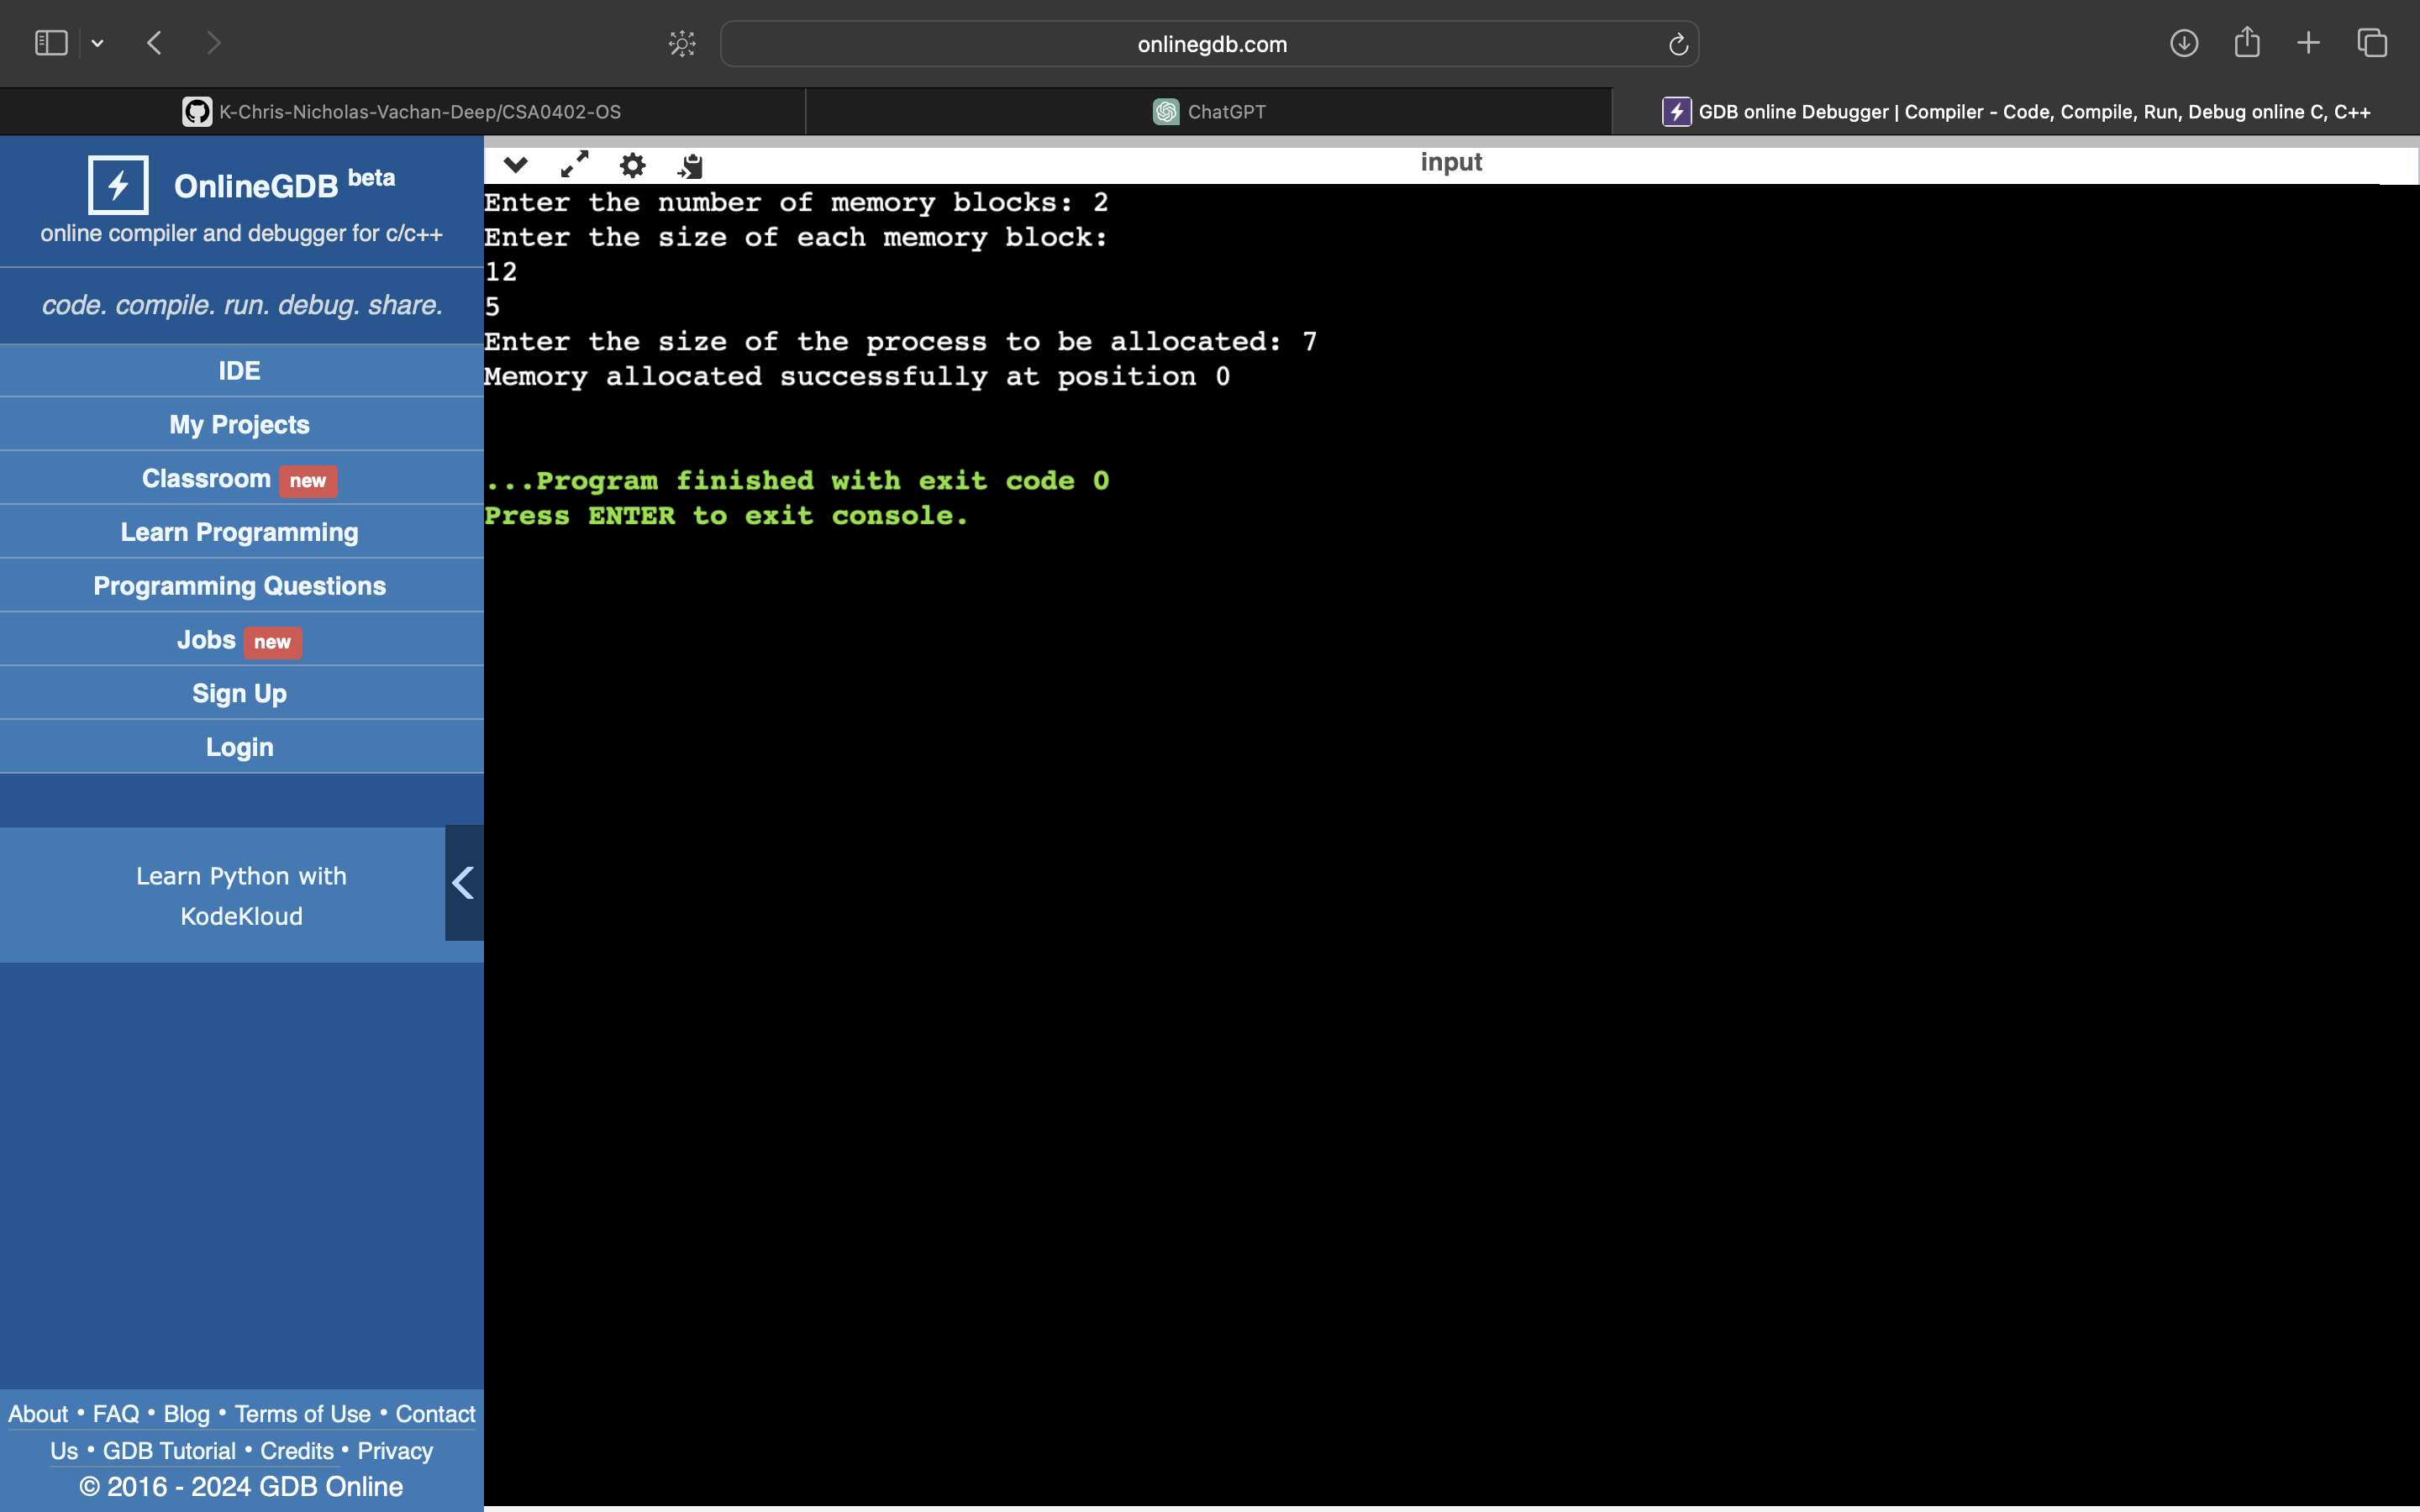 onlinegdb.com
K-Chris-Nicholas-Vachan-Deep/CSA0402-OS
ChatGPT
GDB online Debugger | Compiler - Code, Compile, Run, Debug online C, C++
OnlineGDB beta
online compiler and debugger for c/c++
code. compile. run. debug. share.
IDE
My Projects
Classroom new
Learn Programming
Programming Questions
Jobs new
Sign Up
Login
Learn Python with
KodeKloud
About • FAQ • Blog • Terms of Use • Contact
Us • GDB Tutorial • Credits • Privacy
© 2016 - 2024 GDB Online
input
Enter the number of memory blocks: 2
Enter the size of each memory block:
12
5
Enter the size of the process to be allocated: 7
Memory allocated successfully at position 0
...Program finished with exit code 0
Press ENTER to exit console.